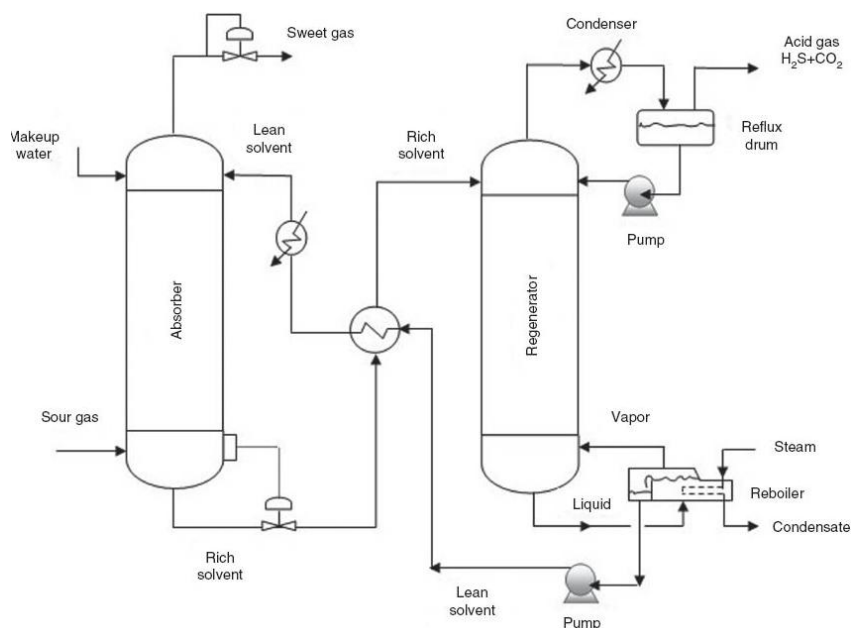 Sweet gas
Condenser
Acid gas
H₂S+CO₂
Makeup
water
Lean
solvent
Rich
solvent
Reflux
drum
Pump
Absorber
Regenerator
Sour gas
Vapor
Steam
Reboiler
Liquid
Condensate
Rich
solvent
Lean
solvent
Pump